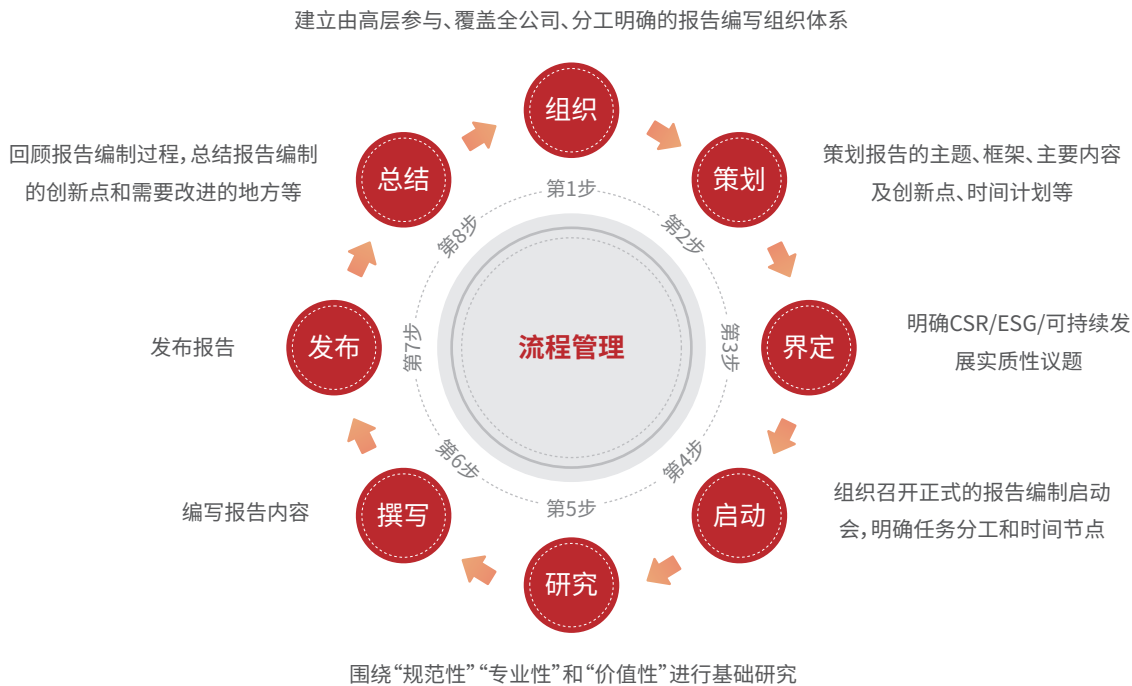 建立由高层参与、覆盖全公司、分工明确的报告编写组织体系
组织
第1步
策划
第2步
策划报告的主题、框架、主要内容
及创新点、时间计划等
界定
第3步
明确CSR/ESG/可持续发
展实质性议题
启动
第4步
组织召开正式的报告编制启动
会，明确任务分工和时间节点
研究
第5步
围绕“规范性”“专业性”和“价值性”进行基础研究
撰写
第6步
编写报告内容
发布
第7步
发布报告
总结
第8步
回顾报告编制过程，总结报告编制
的创新点和需要改进的地方等
流程管理